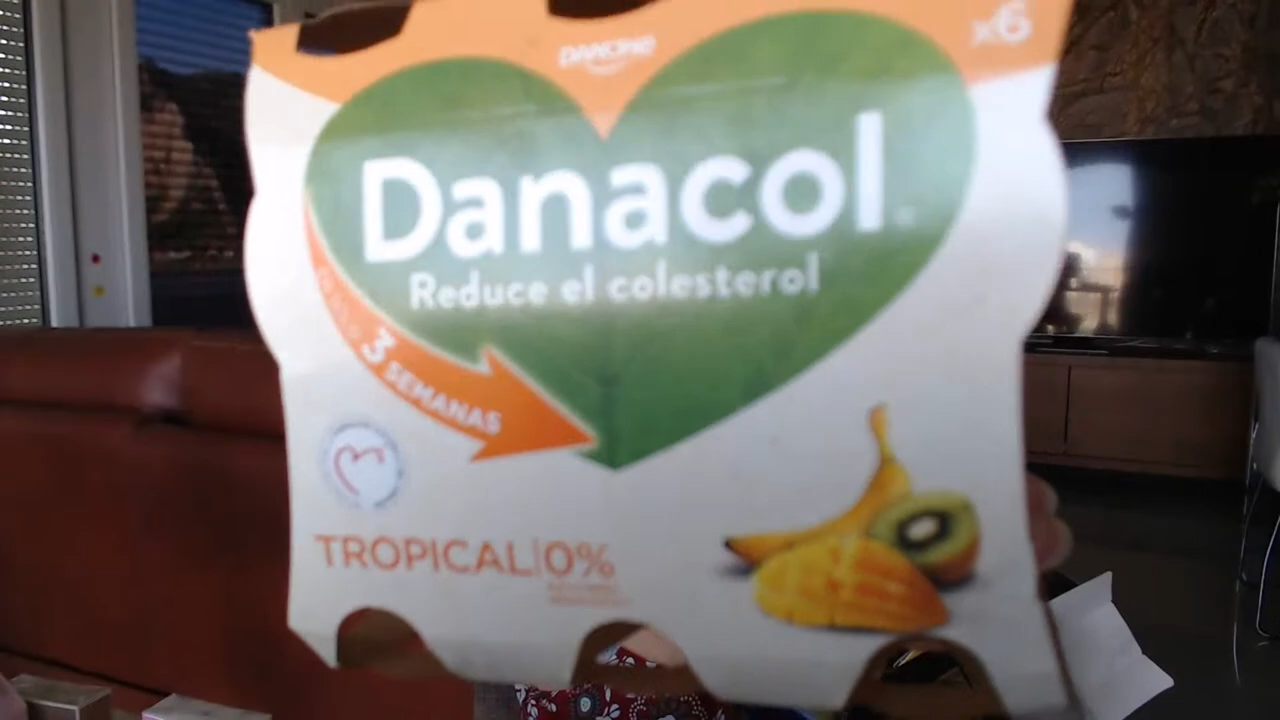 DANONE
x6
Danacol
Reduce el colesterol
3 SEMANAS
TROPICAL|0%